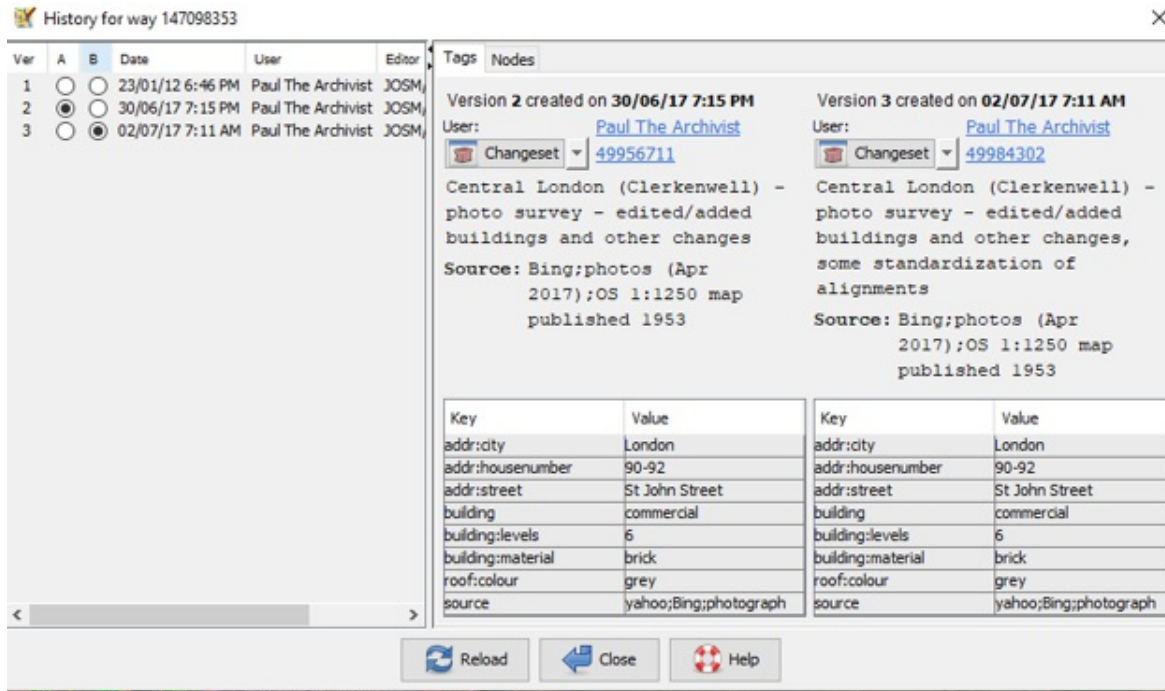 History for way 147098353
Ver A B Date User Editor
1 23/01/12 6:46 PM Paul The Archivist JOSM/
2 30/06/17 7:15 PM Paul The Archivist JOSM/
3 02/07/17 7:11 AM Paul The Archivist JOSM/
Tags Nodes
Version 2 created on 30/06/17 7:15 PM
User: Paul The Archivist
Changeset 49956711
Central London (Clerkenwell) -
photo survey - edited/added
buildings and other changes
Source: Bing;photos (Apr
2017);OS 1:1250 map
published 1953
Version 3 created on 02/07/17 7:11 AM
User: Paul The Archivist
Changeset 49984302
Central London (Clerkenwell) -
photo survey - edited/added
buildings and other changes,
some standardization of
alignments
Source: Bing;photos (Apr
2017);OS 1:1250 map
published 1953
Key Value
addr:city London
addr:housenumber 90-92
addr:street St John Street
building commercial
building:levels 6
building:material brick
roof:colour grey
source yahoo;Bing;photograph
Key Value
addr:city London
addr:housenumber 90-92
addr:street St John Street
building commercial
building:levels 6
building:material brick
roof:colour grey
source yahoo;Bing;photograph
Reload Close Help